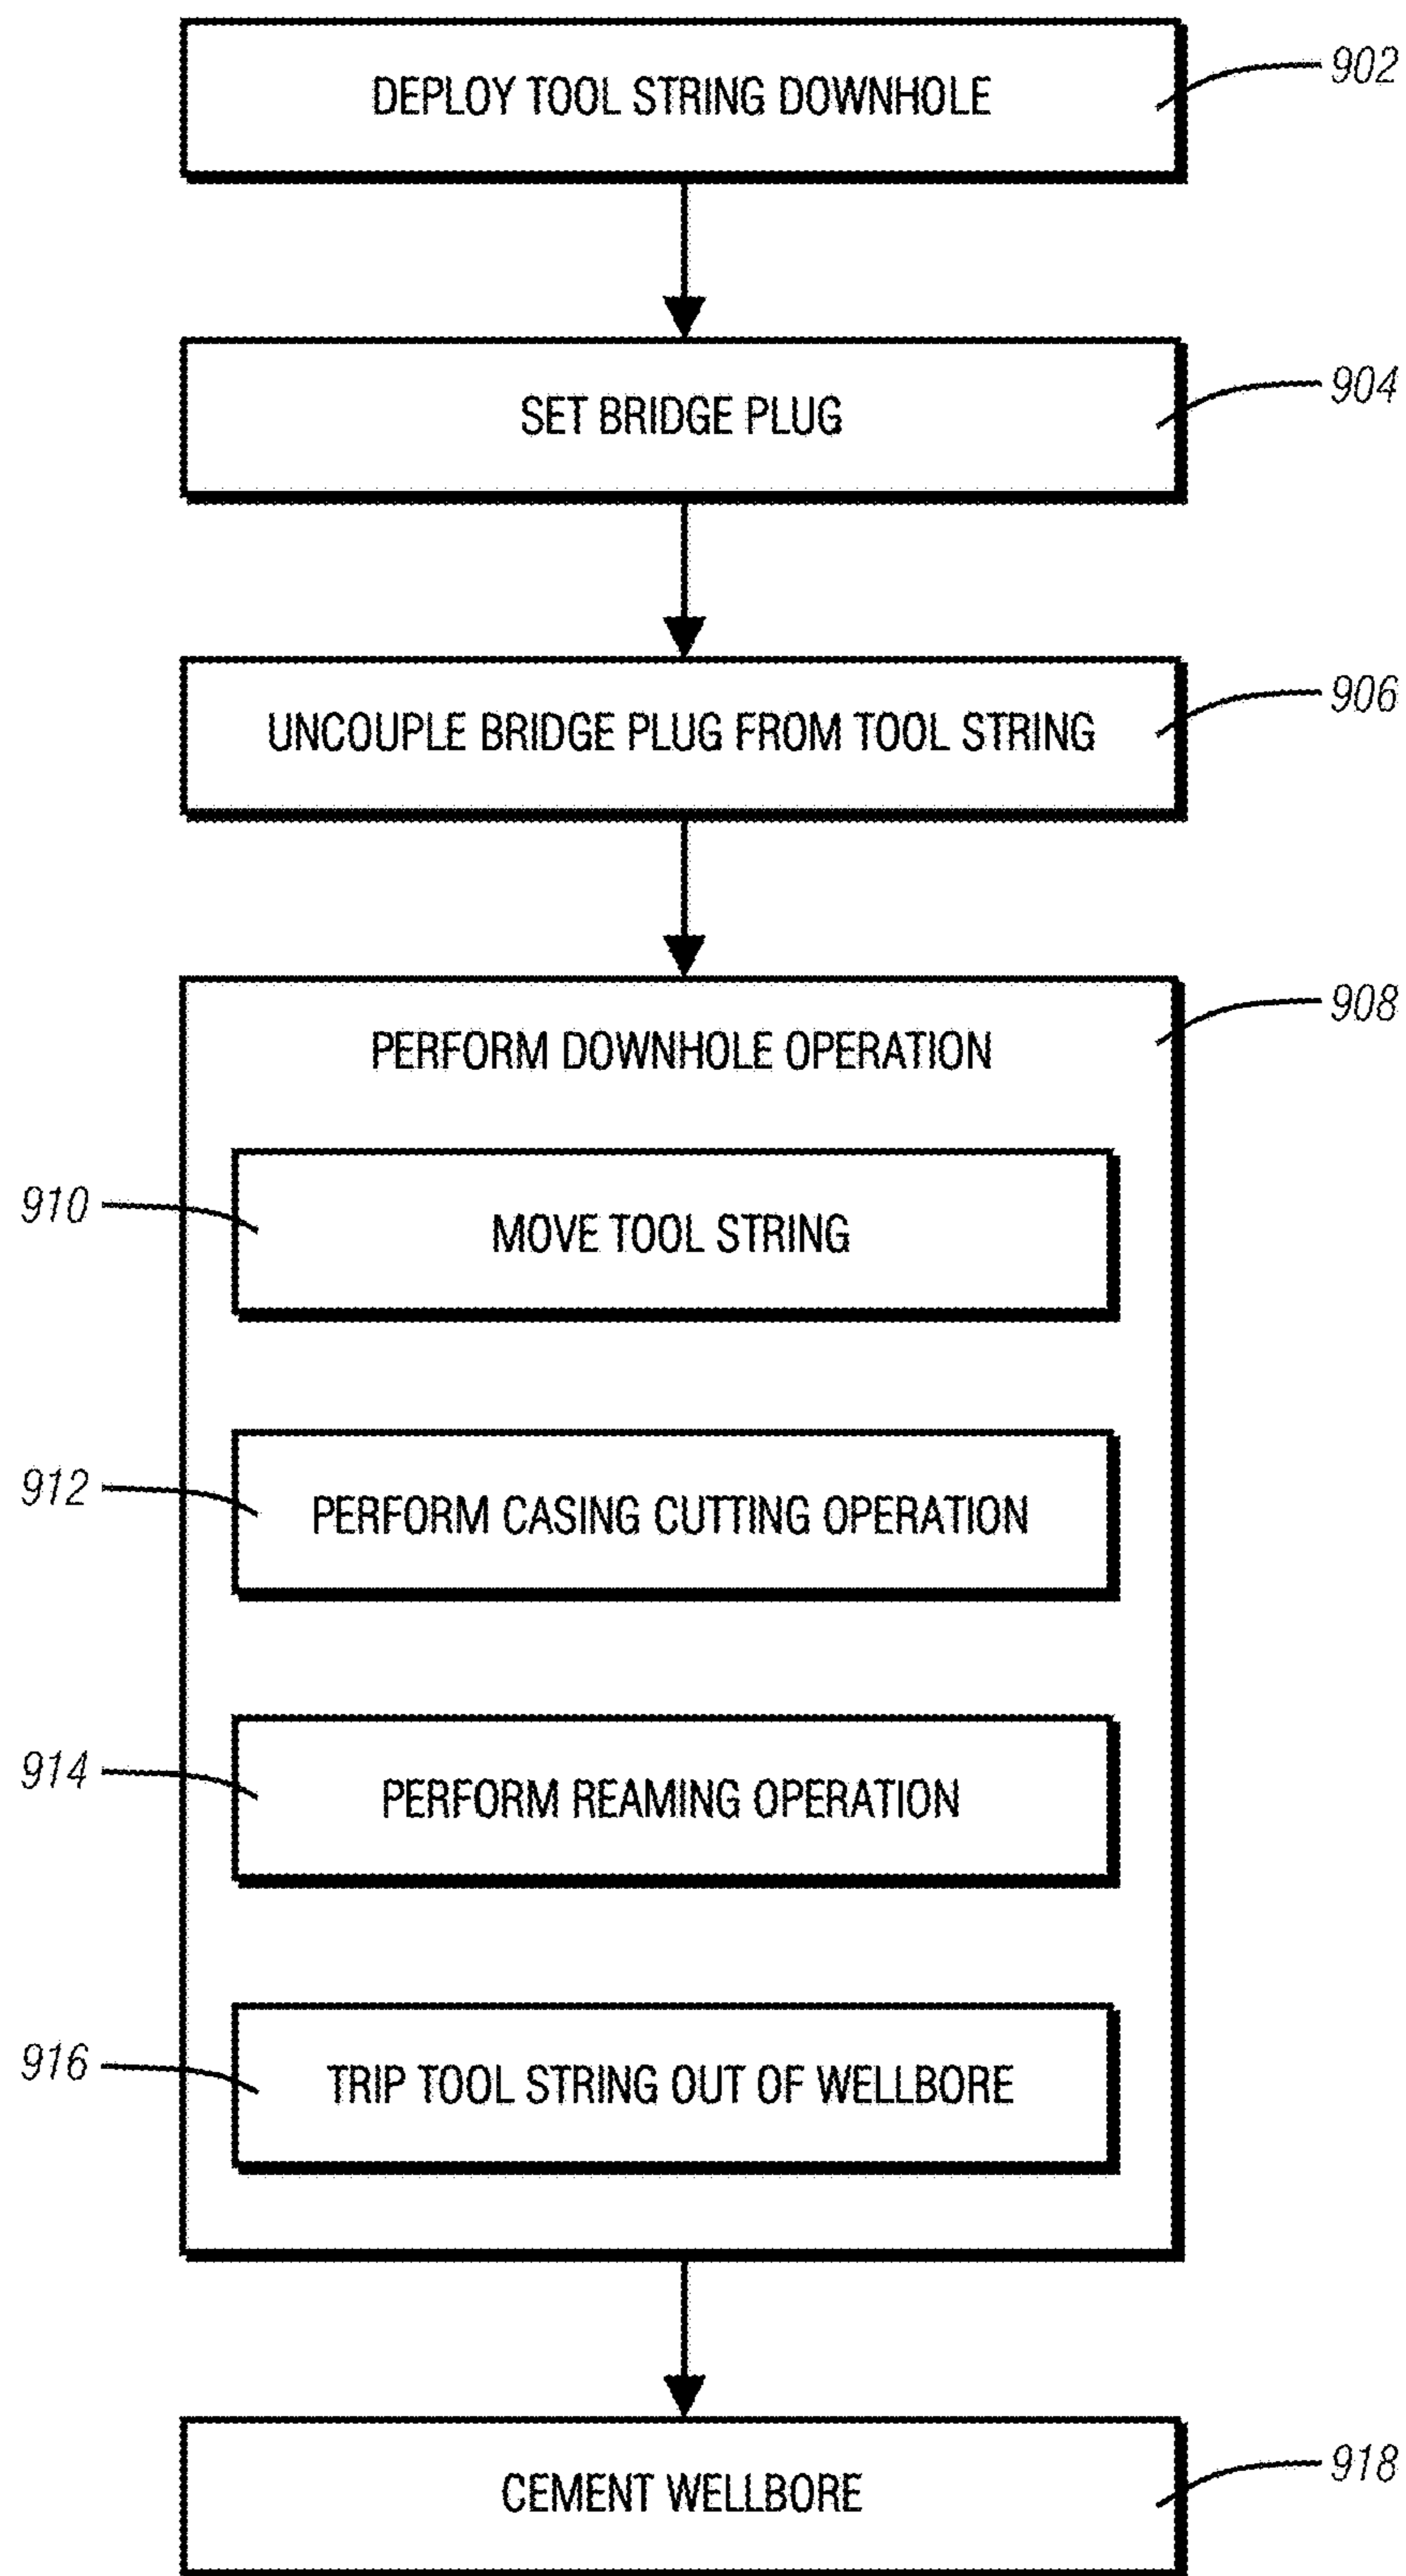 DEPLOY TOOL STRING DOWNHOLE
902
SET BRIDGE PLUG
904
UNCOUPLE BRIDGE PLUG FROM TOOL STRING
906
PERFORM DOWNHOLE OPERATION
908
910
MOVE TOOL STRING
912
PERFORM CASING CUTTING OPERATION
914
PERFORM REAMING OPERATION
916
TRIP TOOL STRING OUT OF WELLBORE
CEMENT WELLBORE
918